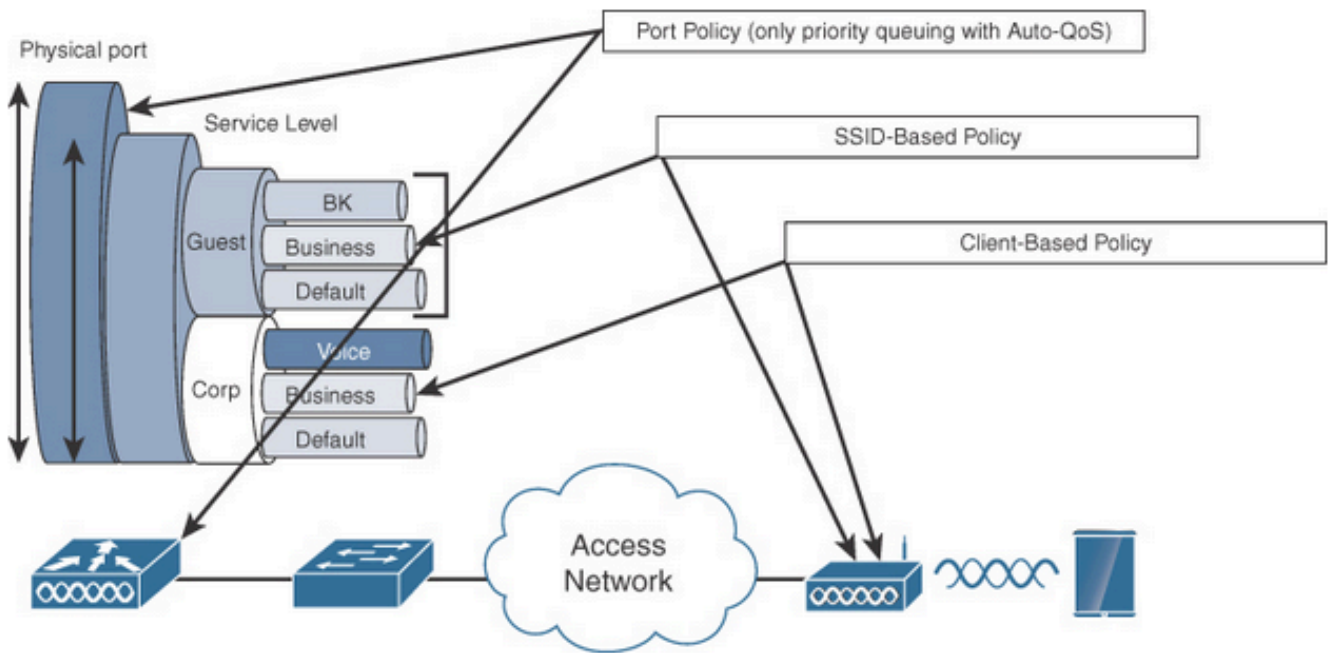 Port Policy (only priority queuing with Auto-QoS)
Physical port
Service Level
SSID-Based Policy
BK
Guest
Business
Client-Based Policy
Default
Voice
Corp
Business
Default
Access
Network